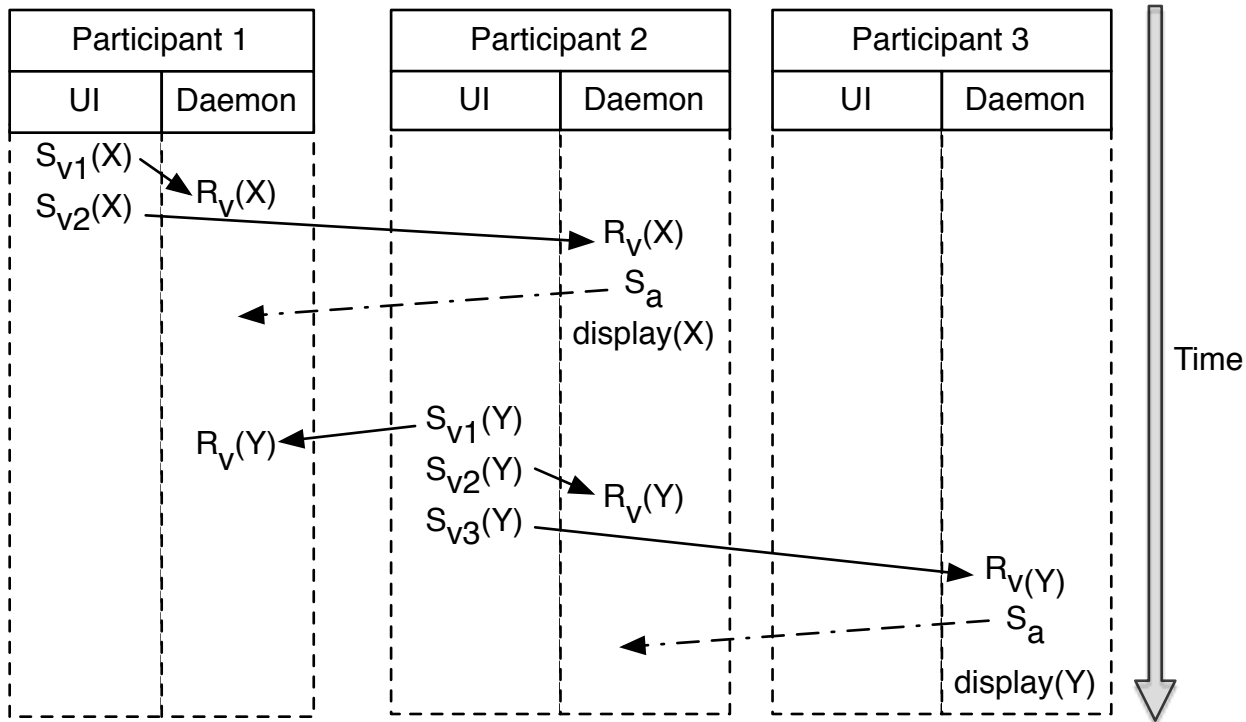 Participant 1
Participant 2
Participant 3
UI
Daemon
UI
Daemon
UI
Daemon
Sv1(X)
Rv(X)
Sv2(X)
Rv(X)
Sa
display(X)
Time
Sv1(Y)
Rv(Y)
Sv2(Y)
Rv(Y)
Sv3(Y)
Rv(Y)
Sa
display(Y)